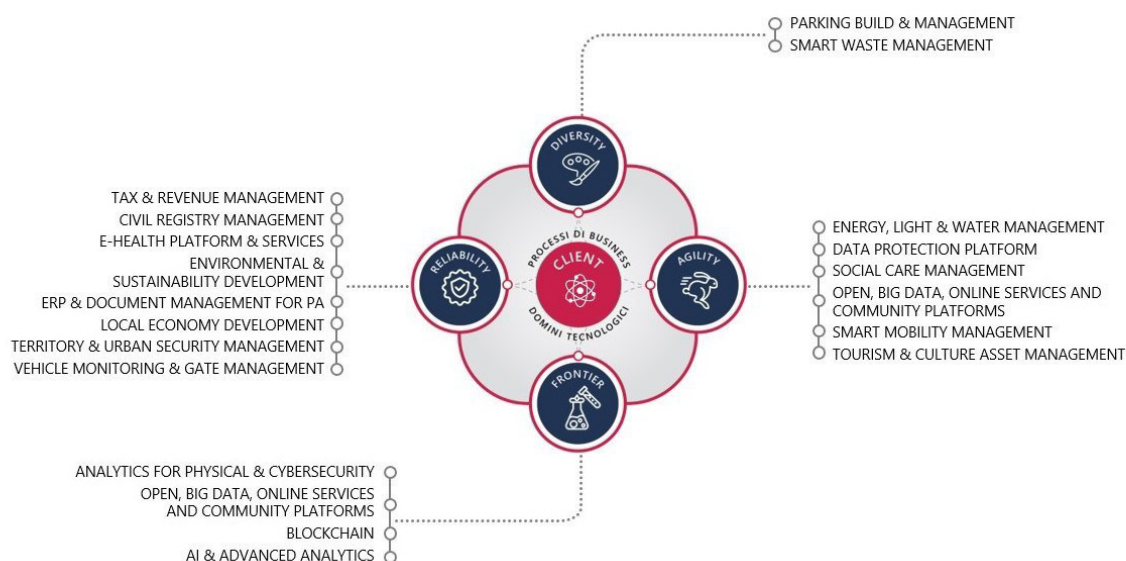 PARKING BUILD & MANAGEMENT
SMART WASTE MANAGEMENT
DIVERSITY
TAX & REVENUE MANAGEMENT
CIVIL REGISTRY MANAGEMENT
E-HEALTH PLATFORM & SERVICES
ENVIRONMENTAL &
SUSTAINABILITY DEVELOPMENT
ERP & DOCUMENT MANAGEMENT FOR PA
LOCAL ECONOMY DEVELOPMENT
TERRITORY & URBAN SECURITY MANAGEMENT
VEHICLE MONITORING & GATE MANAGEMENT
RELIABILITY
PROCESSI DI BUSINESS
CLIENT
DOMINI TECNOLOGICI
AGILITY
ENERGY, LIGHT & WATER MANAGEMENT
DATA PROTECTION PLATFORM
SOCIAL CARE MANAGEMENT
OPEN, BIG DATA, ONLINE SERVICES AND
COMMUNITY PLATFORMS
SMART MOBILITY MANAGEMENT
TOURISM & CULTURE ASSET MANAGEMENT
FRONTIER
ANALYTICS FOR PHYSICAL & CYBERSECURITY
OPEN, BIG DATA, ONLINE SERVICES
AND COMMUNITY PLATFORMS
BLOCKCHAIN
AI & ADVANCED ANALYTICS